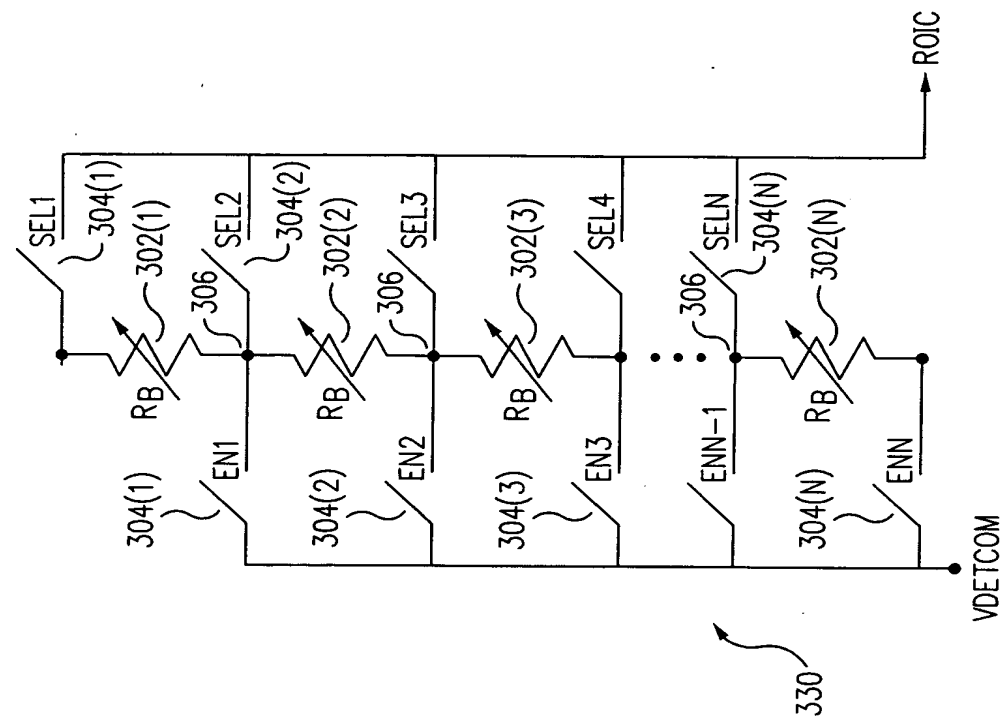 SEL1
304(1)
302(1)
RB
306
304(1)
EN1
SEL2
304(2)
302(2)
RB
306
304(2)
EN2
SEL3
302(3)
RB
304(3)
EN3
SEL4
306
ENN-1
SELN
304(N)
302(N)
RB
304(N)
ENN
VDETCOM
ROIC
330